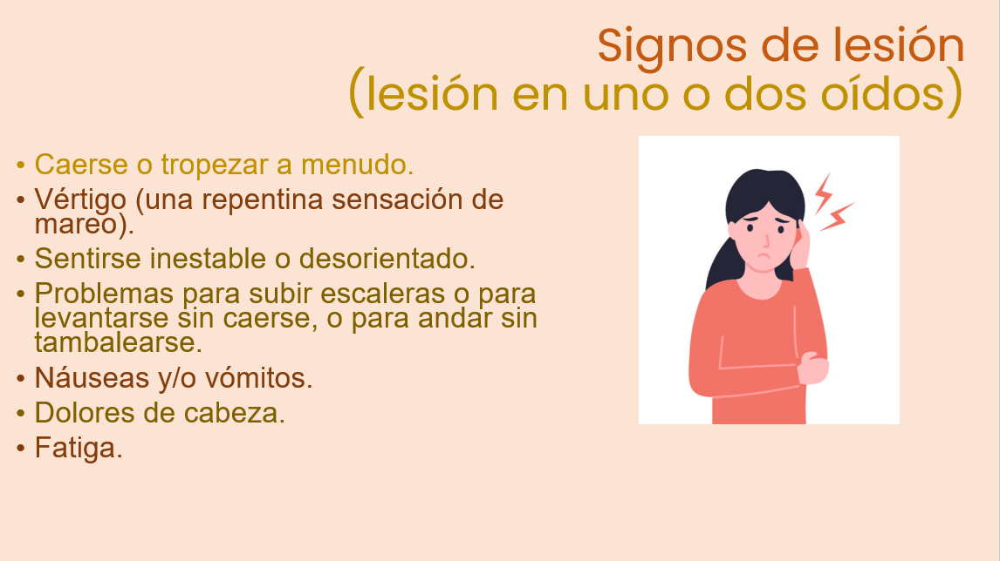 Signos de lesión
(lesión en uno o dos oídos)
• Caerse o tropezar a menudo.
• Vértigo (una repentina sensación de
mareo).
• Sentirse inestable o desorientado.
• Problemas para subir escaleras o para
levantarse sin caerse, o para andar sin
tambalearse.
• Náuseas y/o vómitos.
• Dolores de cabeza.
• Fatiga.